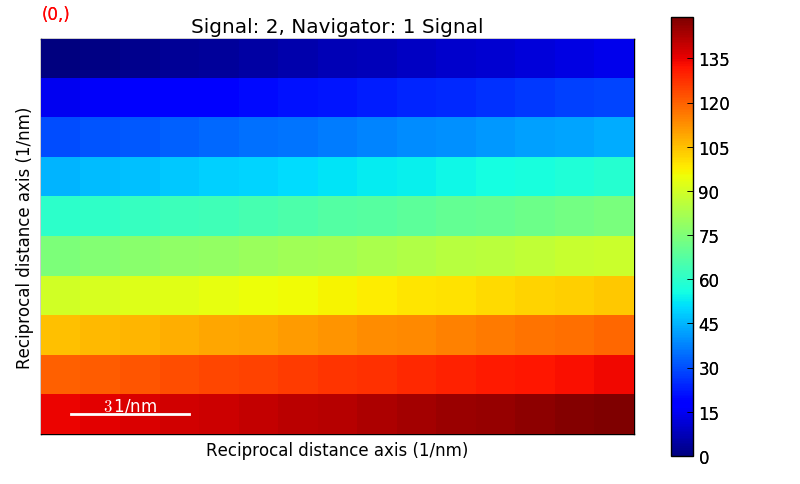 (0,)
Signal: 2, Navigator: 1 Signal
Reciprocal distance axis (1/nm)
3 1/nm
Reciprocal distance axis (1/nm)
135
120
105
90
75
60
45
30
15
0